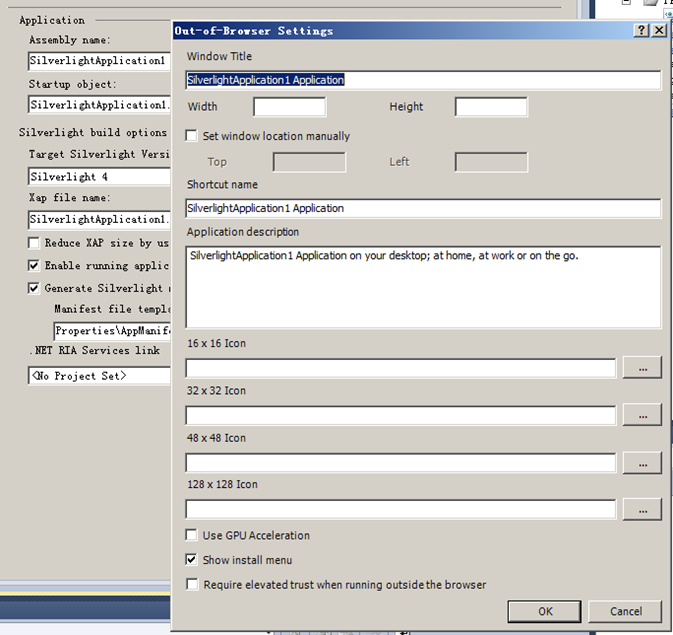 Application
Assembly name:
SilverlightApplication1
Startup object:
SilverlightApplication1.
Silverlight build options
Target Silverlight Versi
Silverlight 4
Xap file name:
SilverlightApplication1.
Reduce XAP size by us
Enable running applic
Generate Silverlight
Manifest file templa
Properties\AppManif
.NET RIA Services link
<No Project Set>
Out-of-Browser Settings
Window Title
SilverlightApplication1 Application
Width
Height
Set window location manually
Top
Left
Shortcut name
SilverlightApplication1 Application
Application description
SilverlightApplication1 Application on your desktop; at home, at work or on the go.
16 x 16 Icon
...
32 x 32 Icon
...
48 x 48 Icon
...
128 x 128 Icon
...
Use GPU Acceleration
Show install menu
Require elevated trust when running outside the browser
OK
Cancel